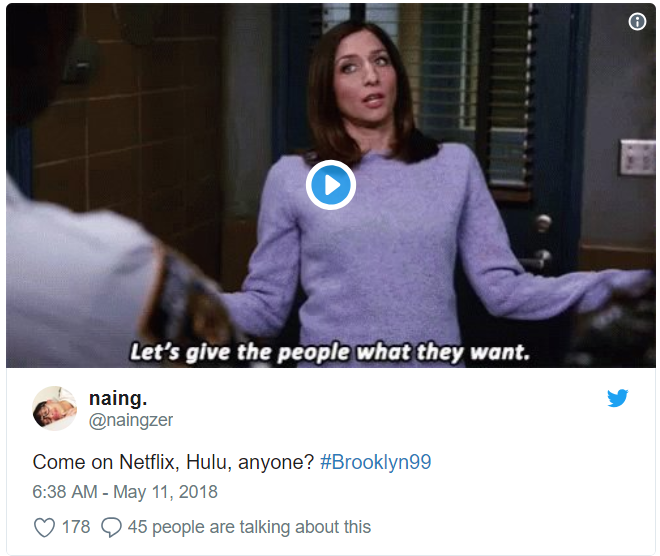 Let's give the people what they want.
naing.
@naingzer
Come on Netflix, Hulu, anyone? #Brooklyn99
6:38 AM - May 11, 2018
178 45 people are talking about this